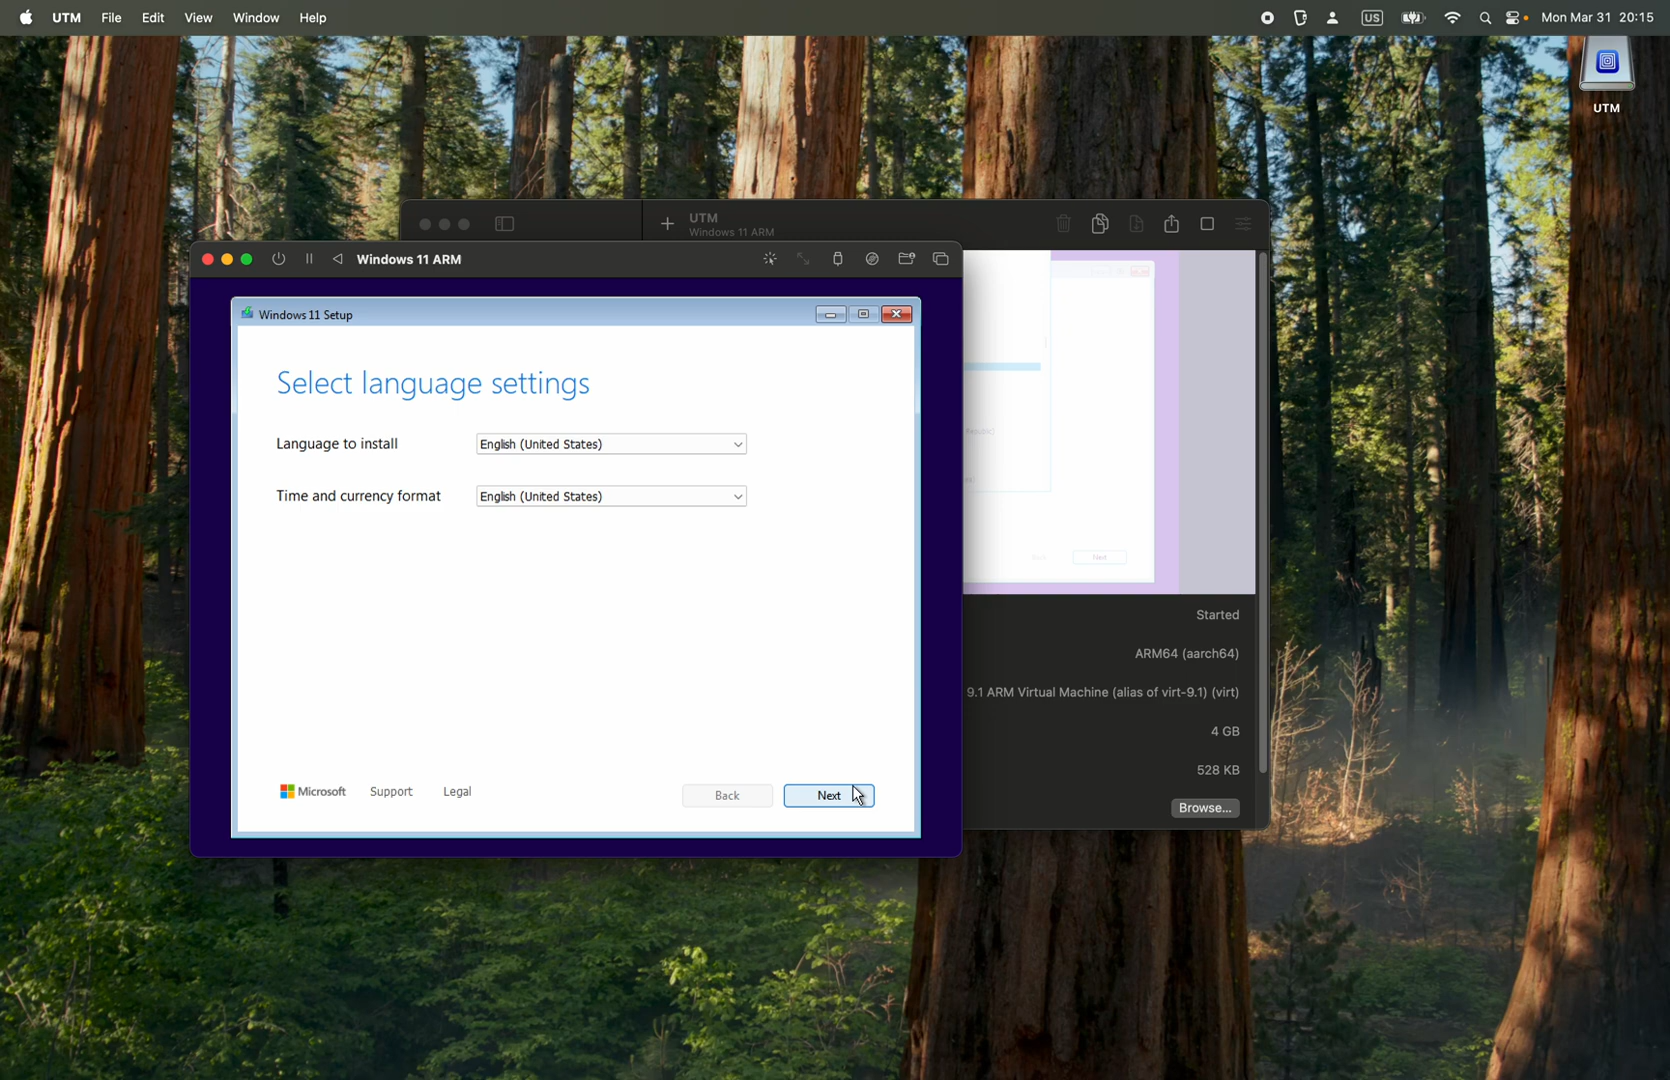 UTM File Edit View Window Help US Mon Mar 31 20:15
UTM
UTM
Windows 11 ARM
Windows 11 ARM
Windows 11 Setup
Select language settings
Language to install English (United States)
Time and currency format English (United States)
Microsoft Support Legal Back Next
Next
Started
ARM64 (aarch64)
9.1 ARM Virtual Machine (alias of virt-9.1) (virt)
4 GB
528 KB
Browse...